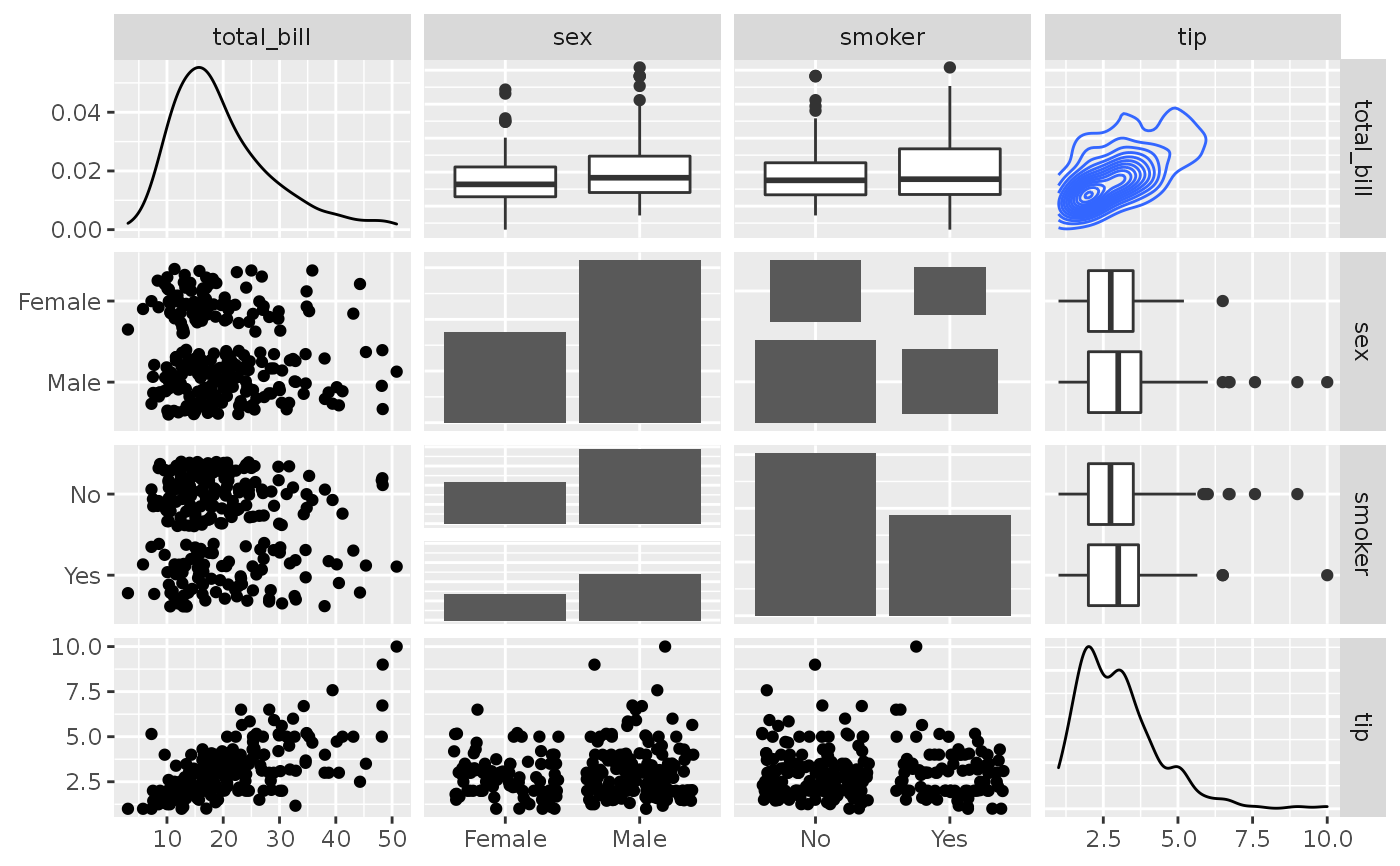 total_bill sex smoker tip
0.04
0.02
0.00
total_bill
Female
Male
sex
No
Yes
smoker
10.0
7.5
5.0
2.5
tip
10 20 30 40 50 Female Male No Yes 2.5 5.0 7.5 10.0